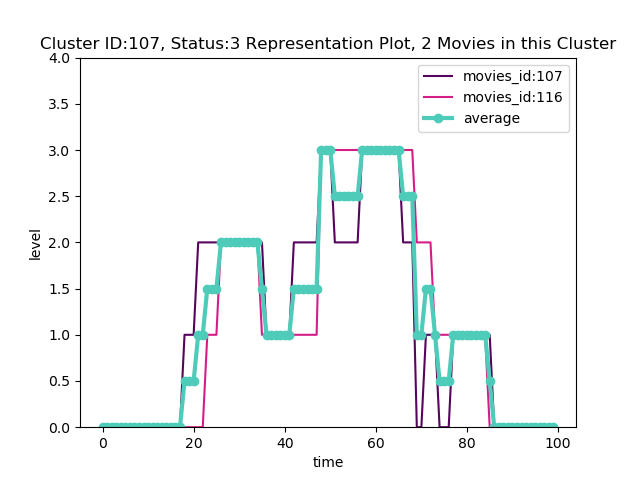 Cluster ID:107, Status:3 Representation Plot, 2 Movies in this Cluster
movies_id:107
movies_id:116
average
level
4.0
3.5
3.0
2.5
2.0
1.5
1.0
0.5
0.0
0 20 40 60 80 100
time